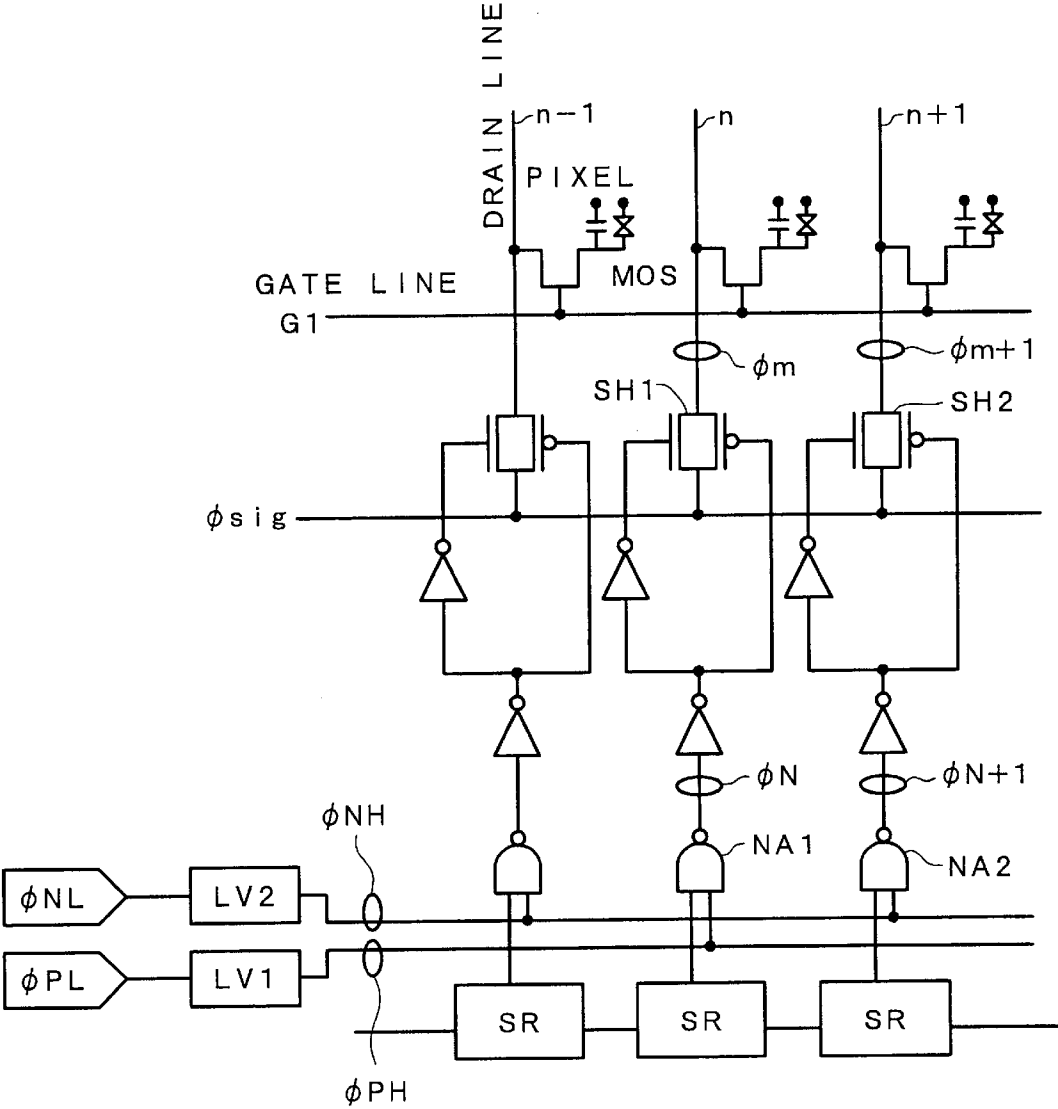 DRAIN LINE
n-1
n
n+1
PIXEL
MOS
GATE LINE
G1
φm
φm+1
SH1
SH2
φsig
φN
φN+1
φNH
NA1
NA2
φNL
LV2
φPL
LV1
SR
SR
SR
φPH